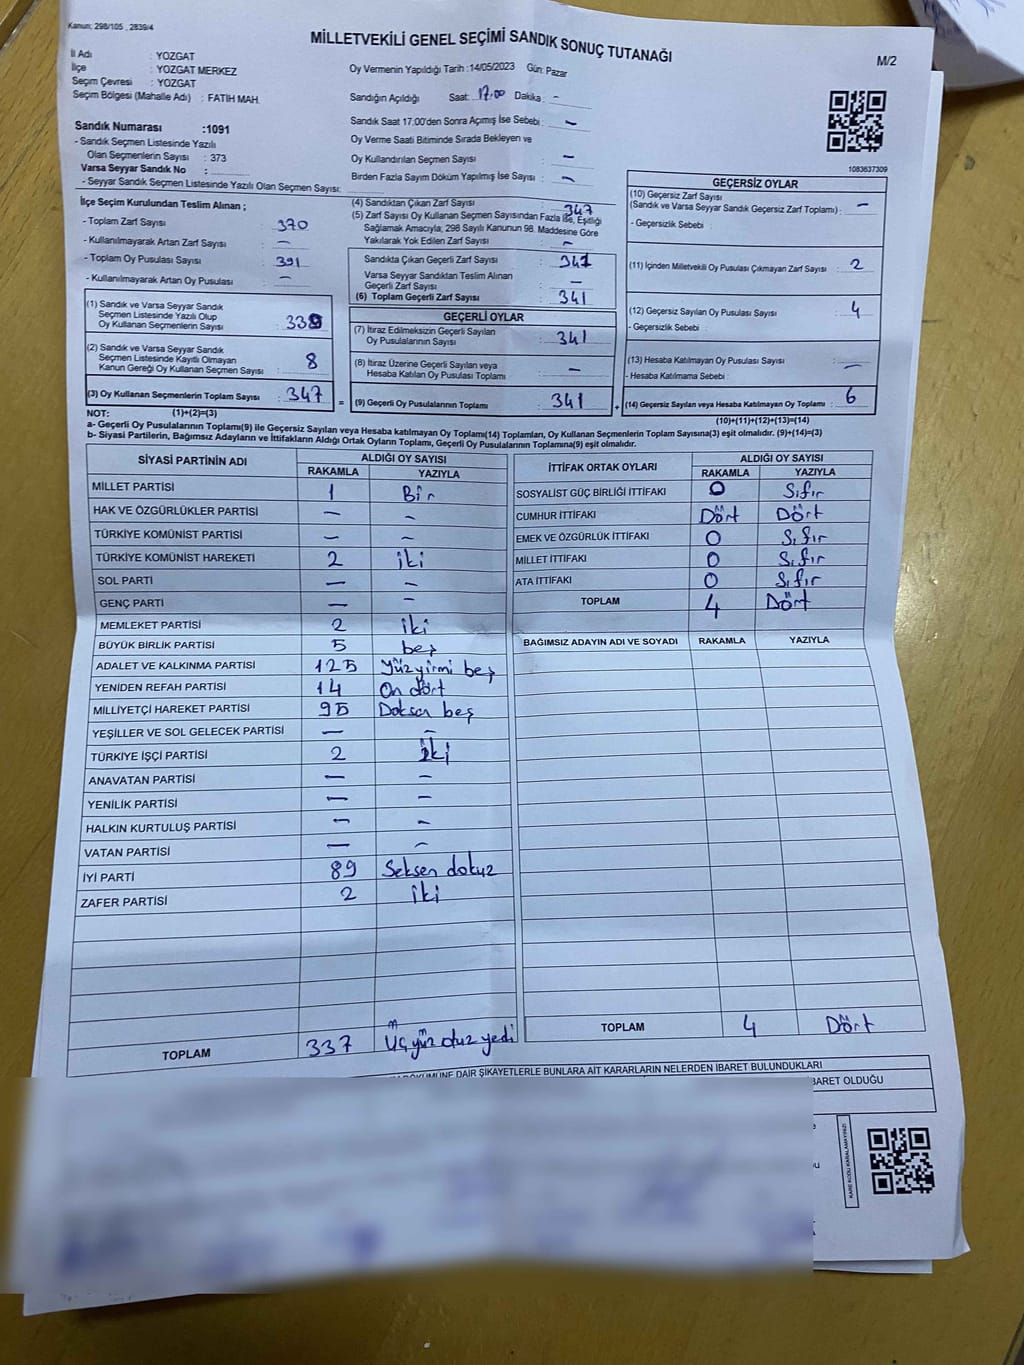 Kanun; 298/105 , 2839/4
MİLLETVEKİLİ GENEL SEÇİMİ SANDIK SONUÇ TUTANAĞI
M/2
İl Adı : YOZGAT
İlçe : YOZGAT MERKEZ
Seçim Çevresi : YOZGAT
Seçim Bölgesi (Mahalle Adı) : FATİH MAH.
Oy Vermenin Yapıldığı Tarih :14/05/2023 Gün: Pazar
Sandığın Açıldığı Saat: 17.00 Dakika : -
Sandık Saat 17.00'den Sonra Açımış İse Sebebi : -
Oy Verme Saati Bitiminde Sırada Bekleyen ve
Oy Kullandırılan Seçmen Sayısı : -
Birden Fazla Sayım Döküm Yapılmış İse Sayısı : -
Sandık Numarası :1091
- Sandık Seçmen Listesinde Yazılı
Olan Seçmenlerin Sayısı : 373
Varsa Seyyar Sandık No :
- Seyyar Sandık Seçmen Listesinde Yazılı Olan Seçmen Sayısı:
1083637309
İlçe Seçim Kurulundan Teslim Alınan ;
- Toplam Zarf Sayısı : 370
- Kullanılmayarak Artan Zarf Sayısı : -
- Toplam Oy Pusulası Sayısı : 391
- Kullanılmayarak Artan Oy Pusulası : -
(1) Sandık ve Varsa Seyyar Sandık
Seçmen Listesinde Yazılı Olup
Oy Kullanan Seçmenlerin Sayısı : 339
(2) Sandık ve Varsa Seyyar Sandık
Seçmen Listesinde Kayıtlı Olmayan
Kanun Gereği Oy Kullanan Seçmen Sayısı : 8
(3) Oy Kullanan Seçmenlerin Toplam Sayısı : 347
(4) Sandıktan Çıkan Zarf Sayısı : 347
(5) Zarf Sayısı Oy Kullanan Seçmen Sayısından Fazla İse, Eşitliği
Sağlamak Amacıyla; 298 Sayılı Kanunun 98. Maddesine Göre
Yakılarak Yok Edilen Zarf Sayısı : -
Sandıkta Çıkan Geçerli Zarf Sayısı : 347
Varsa Seyyar Sandıktan Teslim Alınan
Geçerli Zarf Sayısı : -
(6) Toplam Geçerli Zarf Sayısı : 341
GEÇERLİ OYLAR
(7) İtiraz Edilmeksizin Geçerli Sayılan
Oy Pusulalarının Sayısı : 341
(8) İtiraz Üzerine Geçerli Sayılan veya
Hesaba Katılan Oy Pusulası Toplamı : -
= (9) Geçerli Oy Pusulalarının Toplamı : 341
GEÇERSİZ OYLAR
(10) Geçersiz Zarf Sayısı
(Sandık ve Varsa Seyyar Sandık Geçersiz Zarf Toplamı) : -
- Geçersizlik Sebebi :
(11) İçinden Milletvekili Oy Pusulası Çıkmayan Zarf Sayısı : 2
(12) Geçersiz Sayılan Oy Pusulası Sayısı : 4
- Geçersizlik Sebebi :
(13) Hesaba Katılmayan Oy Pusulası Sayısı : -
- Hesaba Katılmama Sebebi :
+ (14) Geçersiz Sayılan veya Hesaba Katılmayan Oy Toplamı : 6
NOT: (1)+(2)=(3)
(10)+(11)+(12)+(13)=(14)
a- Geçerli Oy Pusulalarının Toplamı(9) ile Geçersiz Sayılan veya Hesaba katılmayan Oy Toplamı(14) Toplamları, Oy Kullanan Seçmenlerin Toplam Sayısına(3) eşit olmalıdır. (9)+(14)=(3)
b- Siyasi Partilerin, Bağımsız Adayların ve İttifakların Aldığı Ortak Oyların Toplamı, Geçerli Oy Pusulalarının Toplamına(9) eşit olmalıdır.
SİYASİ PARTİNİN ADI ALDIĞI OY SAYISI
RAKAMLA YAZIYLA
MİLLET PARTİSİ 1 Bir
HAK VE ÖZGÜRLÜKLER PARTİSİ - -
TÜRKİYE KOMÜNİST PARTİSİ - -
TÜRKİYE KOMÜNİST HAREKETİ 2 iki
SOL PARTİ - -
GENÇ PARTİ - -
MEMLEKET PARTİSİ 2 iki
BÜYÜK BİRLİK PARTİSİ 5 beş
ADALET VE KALKINMA PARTİSİ 125 Yüzyirmi beş
YENİDEN REFAH PARTİSİ 14 On dört
MİLLİYETÇİ HAREKET PARTİSİ 95 Doksan beş
YEŞİLLER VE SOL GELECEK PARTİSİ - -
TÜRKİYE İŞÇİ PARTİSİ 2 iki
ANAVATAN PARTİSİ - -
YENİLİK PARTİSİ - -
HALKIN KURTULUŞ PARTİSİ - -
VATAN PARTİSİ - -
İYİ PARTİ 89 Seksen dokuz
ZAFER PARTİSİ 2 iki
TOPLAM 337 Üçyüz otuz yedi
İTTİFAK ORTAK OYLARI ALDIĞI OY SAYISI
RAKAMLA YAZIYLA
SOSYALİST GÜÇ BİRLİĞİ İTTİFAKI 0 Sıfır
CUMHUR İTTİFAKI Dört Dört
EMEK VE ÖZGÜRLÜK İTTİFAKI 0 Sıfır
MİLLET İTTİFAKI 0 Sıfır
ATA İTTİFAKI 0 Sıfır
TOPLAM 4 Dört
BAĞIMSIZ ADAYIN ADI VE SOYADI RAKAMLA YAZIYLA
TOPLAM 4 Dört
DAİR ŞİKAYETLERLE BUNLARA AİT KARARLARIN NELERDEN İBARET BULUNDUKLARI
BARET OLDUĞU
KARE KODU KARALAMAYINIZ!